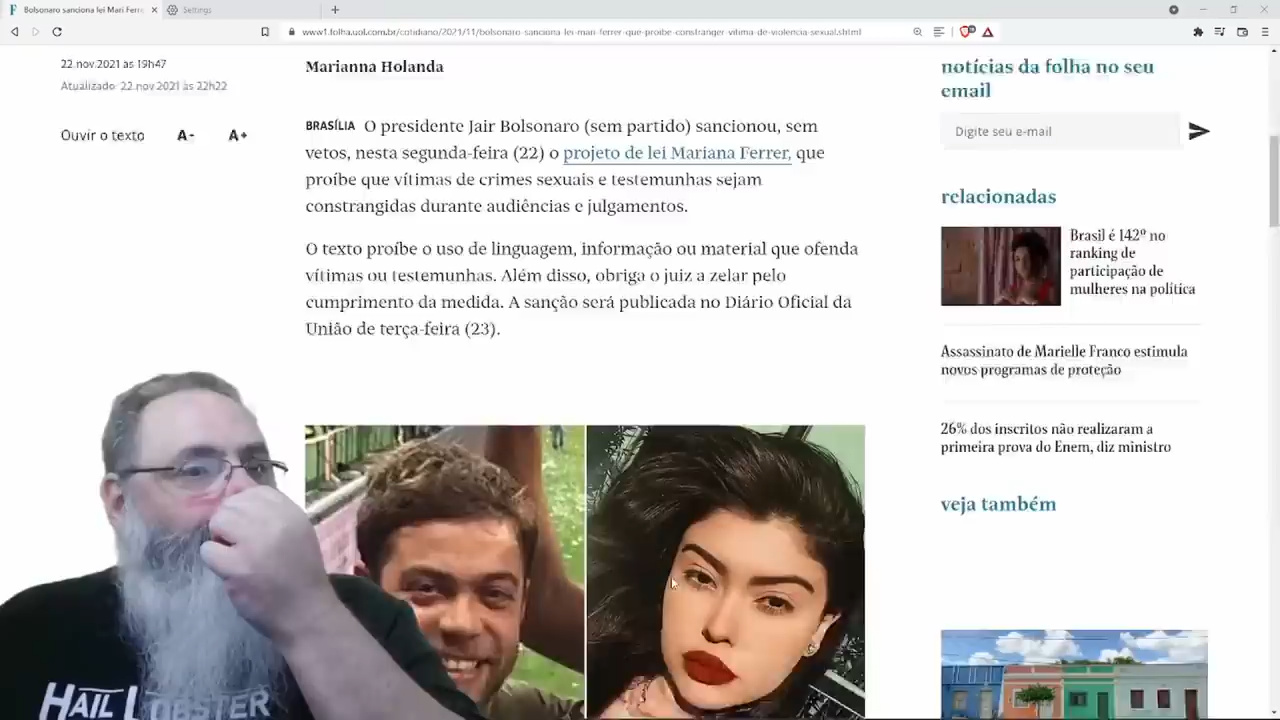 Bolsonaro sanciona lei Mari Ferre
Settings
www1.folha.uol.com.br/cotidiano/2021/11/bolsonaro-sanciona-lei-mari-ferrer-que-proibe-constranger-vitima-de-violencia-sexual.shtml
22.nov.2021 às 19h47
Atualizado: 22.nov.2021 às 22h22
Ouvir o texto A- A+
Marianna Holanda
BRASÍLIA O presidente Jair Bolsonaro (sem partido) sancionou, sem
vetos, nesta segunda-feira (22) o projeto de lei Mariana Ferrer, que
proíbe que vítimas de crimes sexuais e testemunhas sejam
constrangidas durante audiências e julgamentos.
O texto proíbe o uso de linguagem, informação ou material que ofenda
vítimas ou testemunhas. Além disso, obriga o juiz a zelar pelo
cumprimento da medida. A sanção será publicada no Diário Oficial da
União de terça-feira (23).
notícias da folha no seu
email
Digite seu e-mail
relacionadas
Brasil é 142º no
ranking de
participação de
mulheres na política
Assassinato de Marielle Franco estimula
novos programas de proteção
26% dos inscritos não realizaram a
primeira prova do Enem, diz ministro
veja também
HAIL LOBSTER